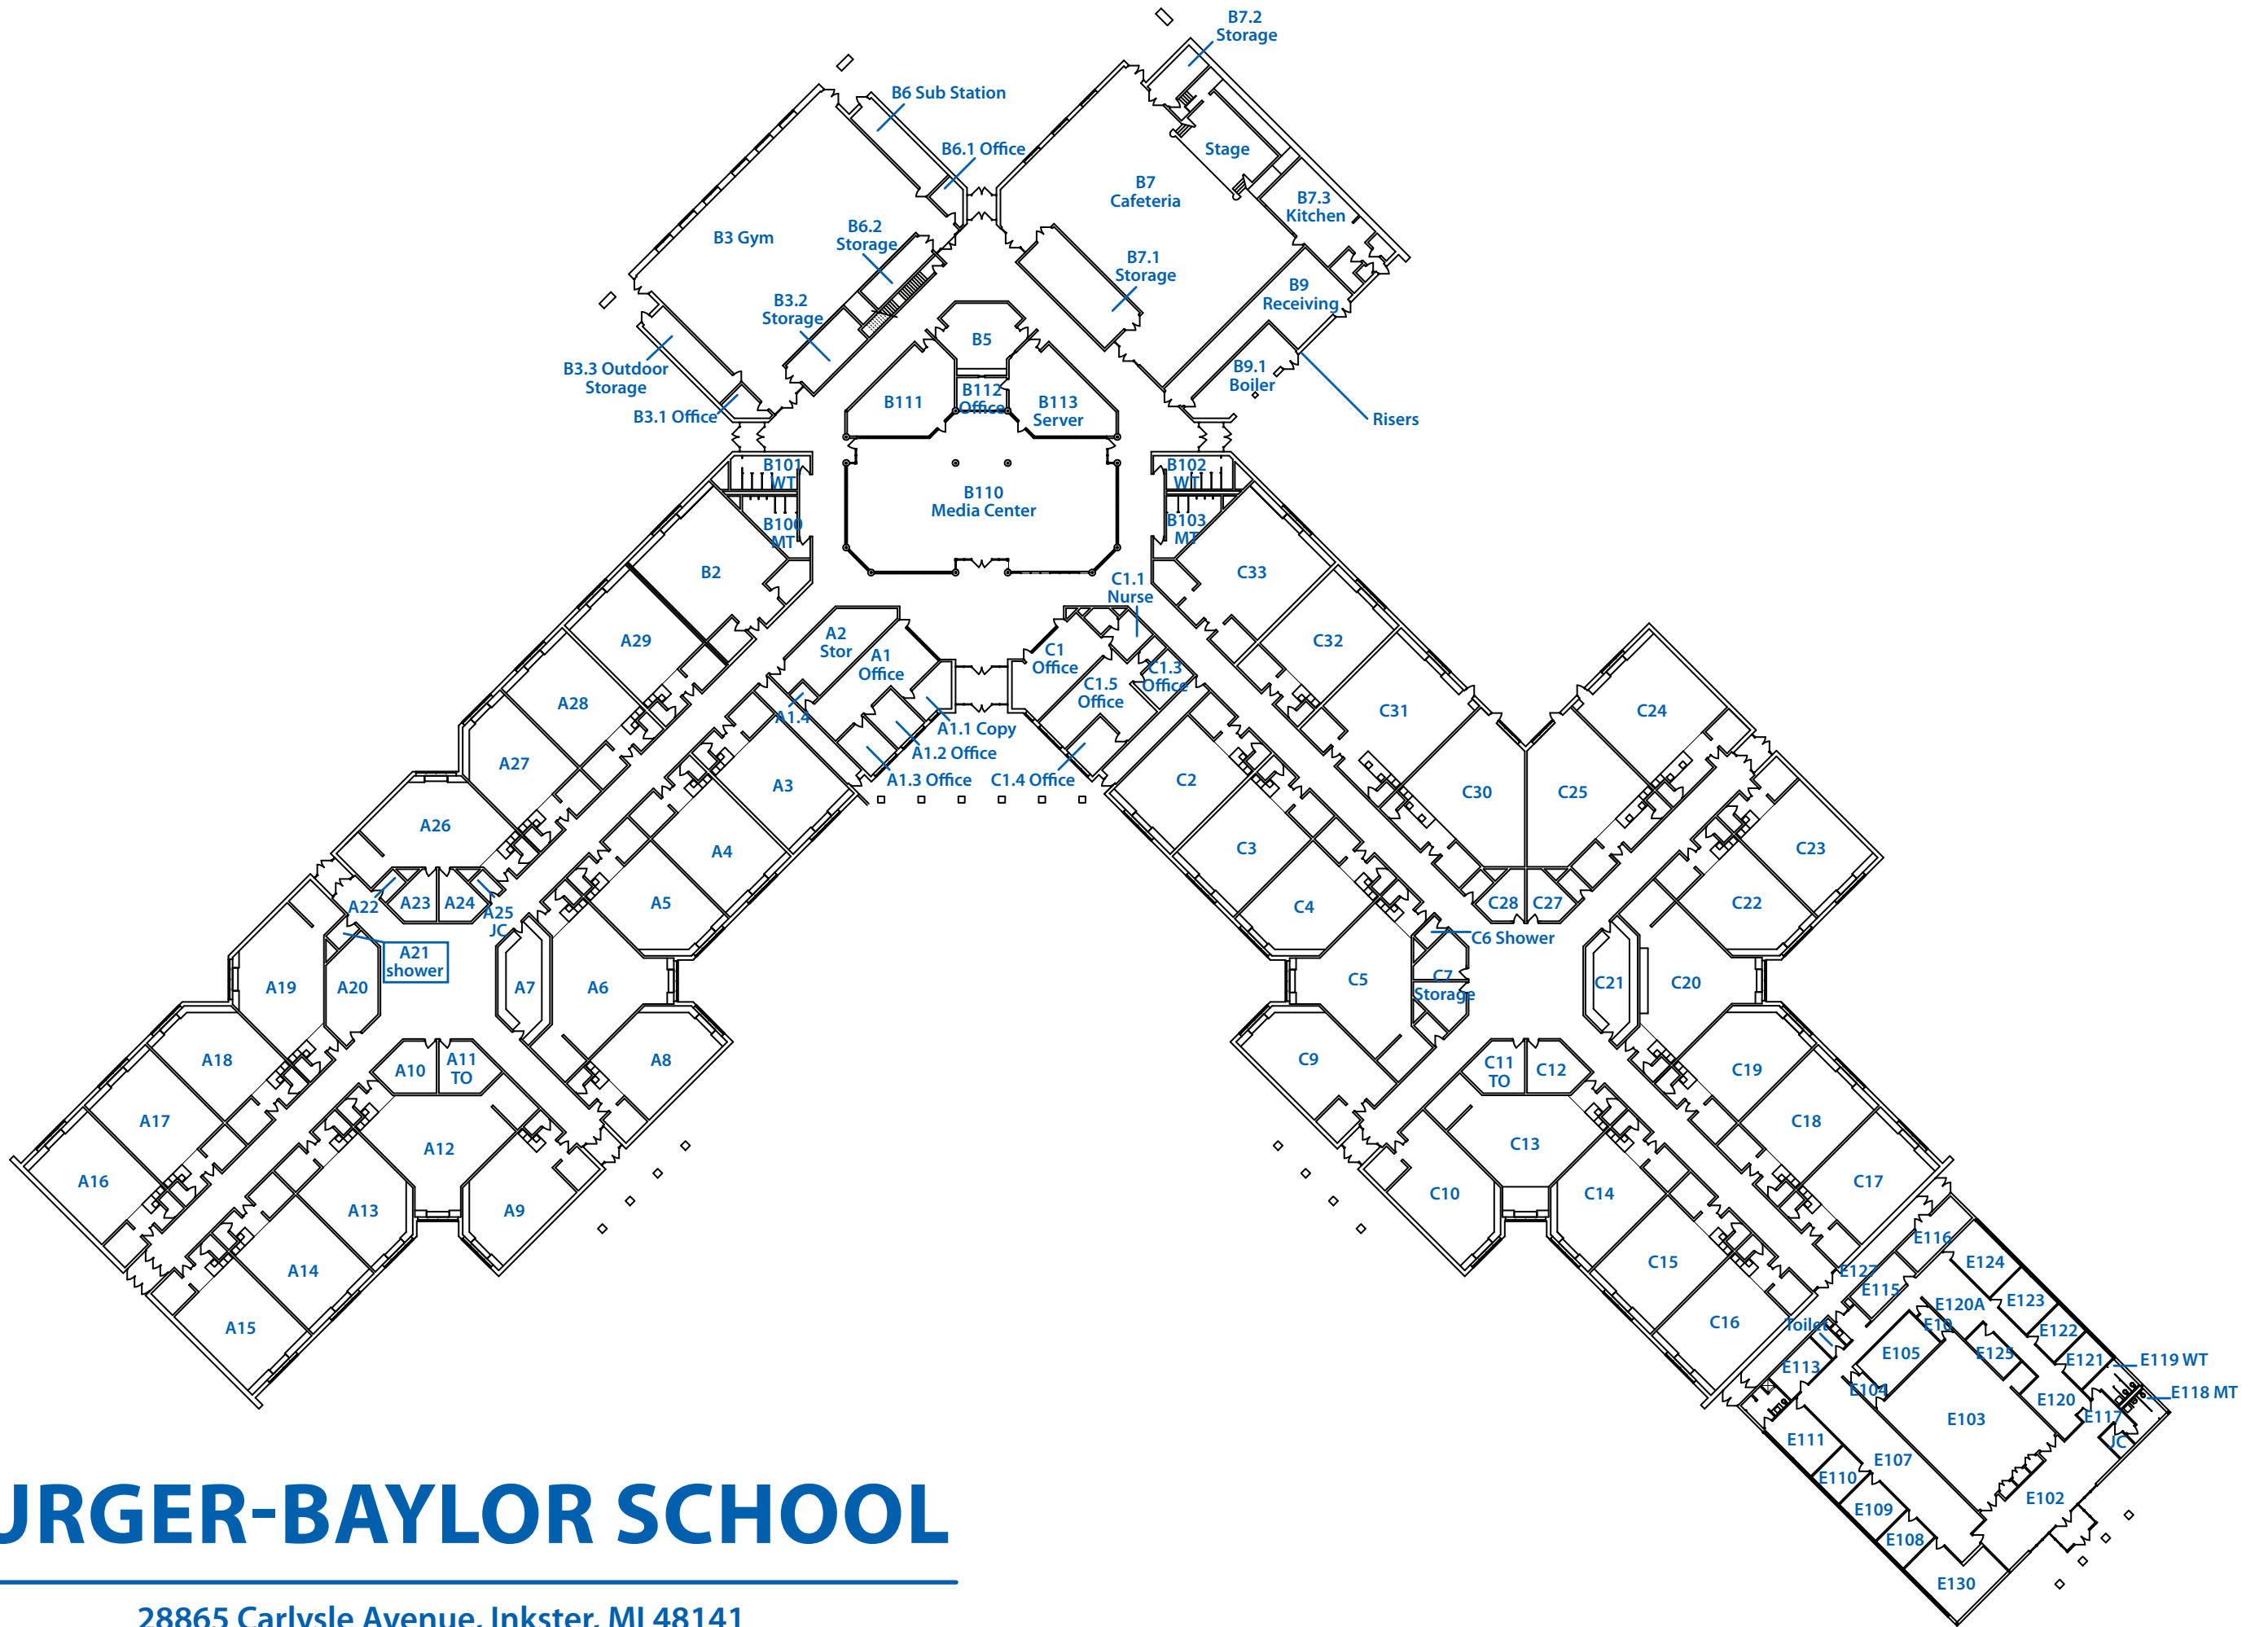 B7.2
Storage
B6 Sub Station
B6.1 Office
Stage
B7
Cafeteria
B7.3
Kitchen
B3 Gym
B6.2
Storage
B7.1
Storage
B9
Receiving
B3.2
Storage
B5
B3.3 Outdoor
Storage
B9.1
Boiler
B3.1 Office
B111
B112
Office
B113
Server
Risers
B101
WT
B102
WT
B110
Media Center
B100
MT
B103
MT
B2
C33
C1.1
Nurse
A29
A2
Stor
A1
Office
C1
Office
C1.3
Office
C1.5
Office
C32
A28
A1.4
A1.1 Copy
A1.2 Office
A1.3 Office
C1.4 Office
C31
C24
A27
A3
C2
C30
C25
A26
A4
C3
C23
A22
A23
A24
A25
JC
A5
C4
C28
C27
C22
A21
shower
C6 Shower
A19
A20
A7
A6
C5
C7
Storage
C21
C20
A18
A10
A11
TO
A8
C9
C11
TO
C12
C19
A17
A12
C13
C18
A16
A13
A9
C10
C14
C17
A14
C15
E116
A15
C16
E127
E115
E124
E120A
E123
Toilet
E10
E122
E113
E105
E125
E121
E119 WT
E104
E120
E118 MT
E103
E117
JC
E111
E107
E110
E102
E109
E108
E130
URGER-BAYLOR SCHOOL
28865 Carlysle Avenue, Inkster, MI 48141